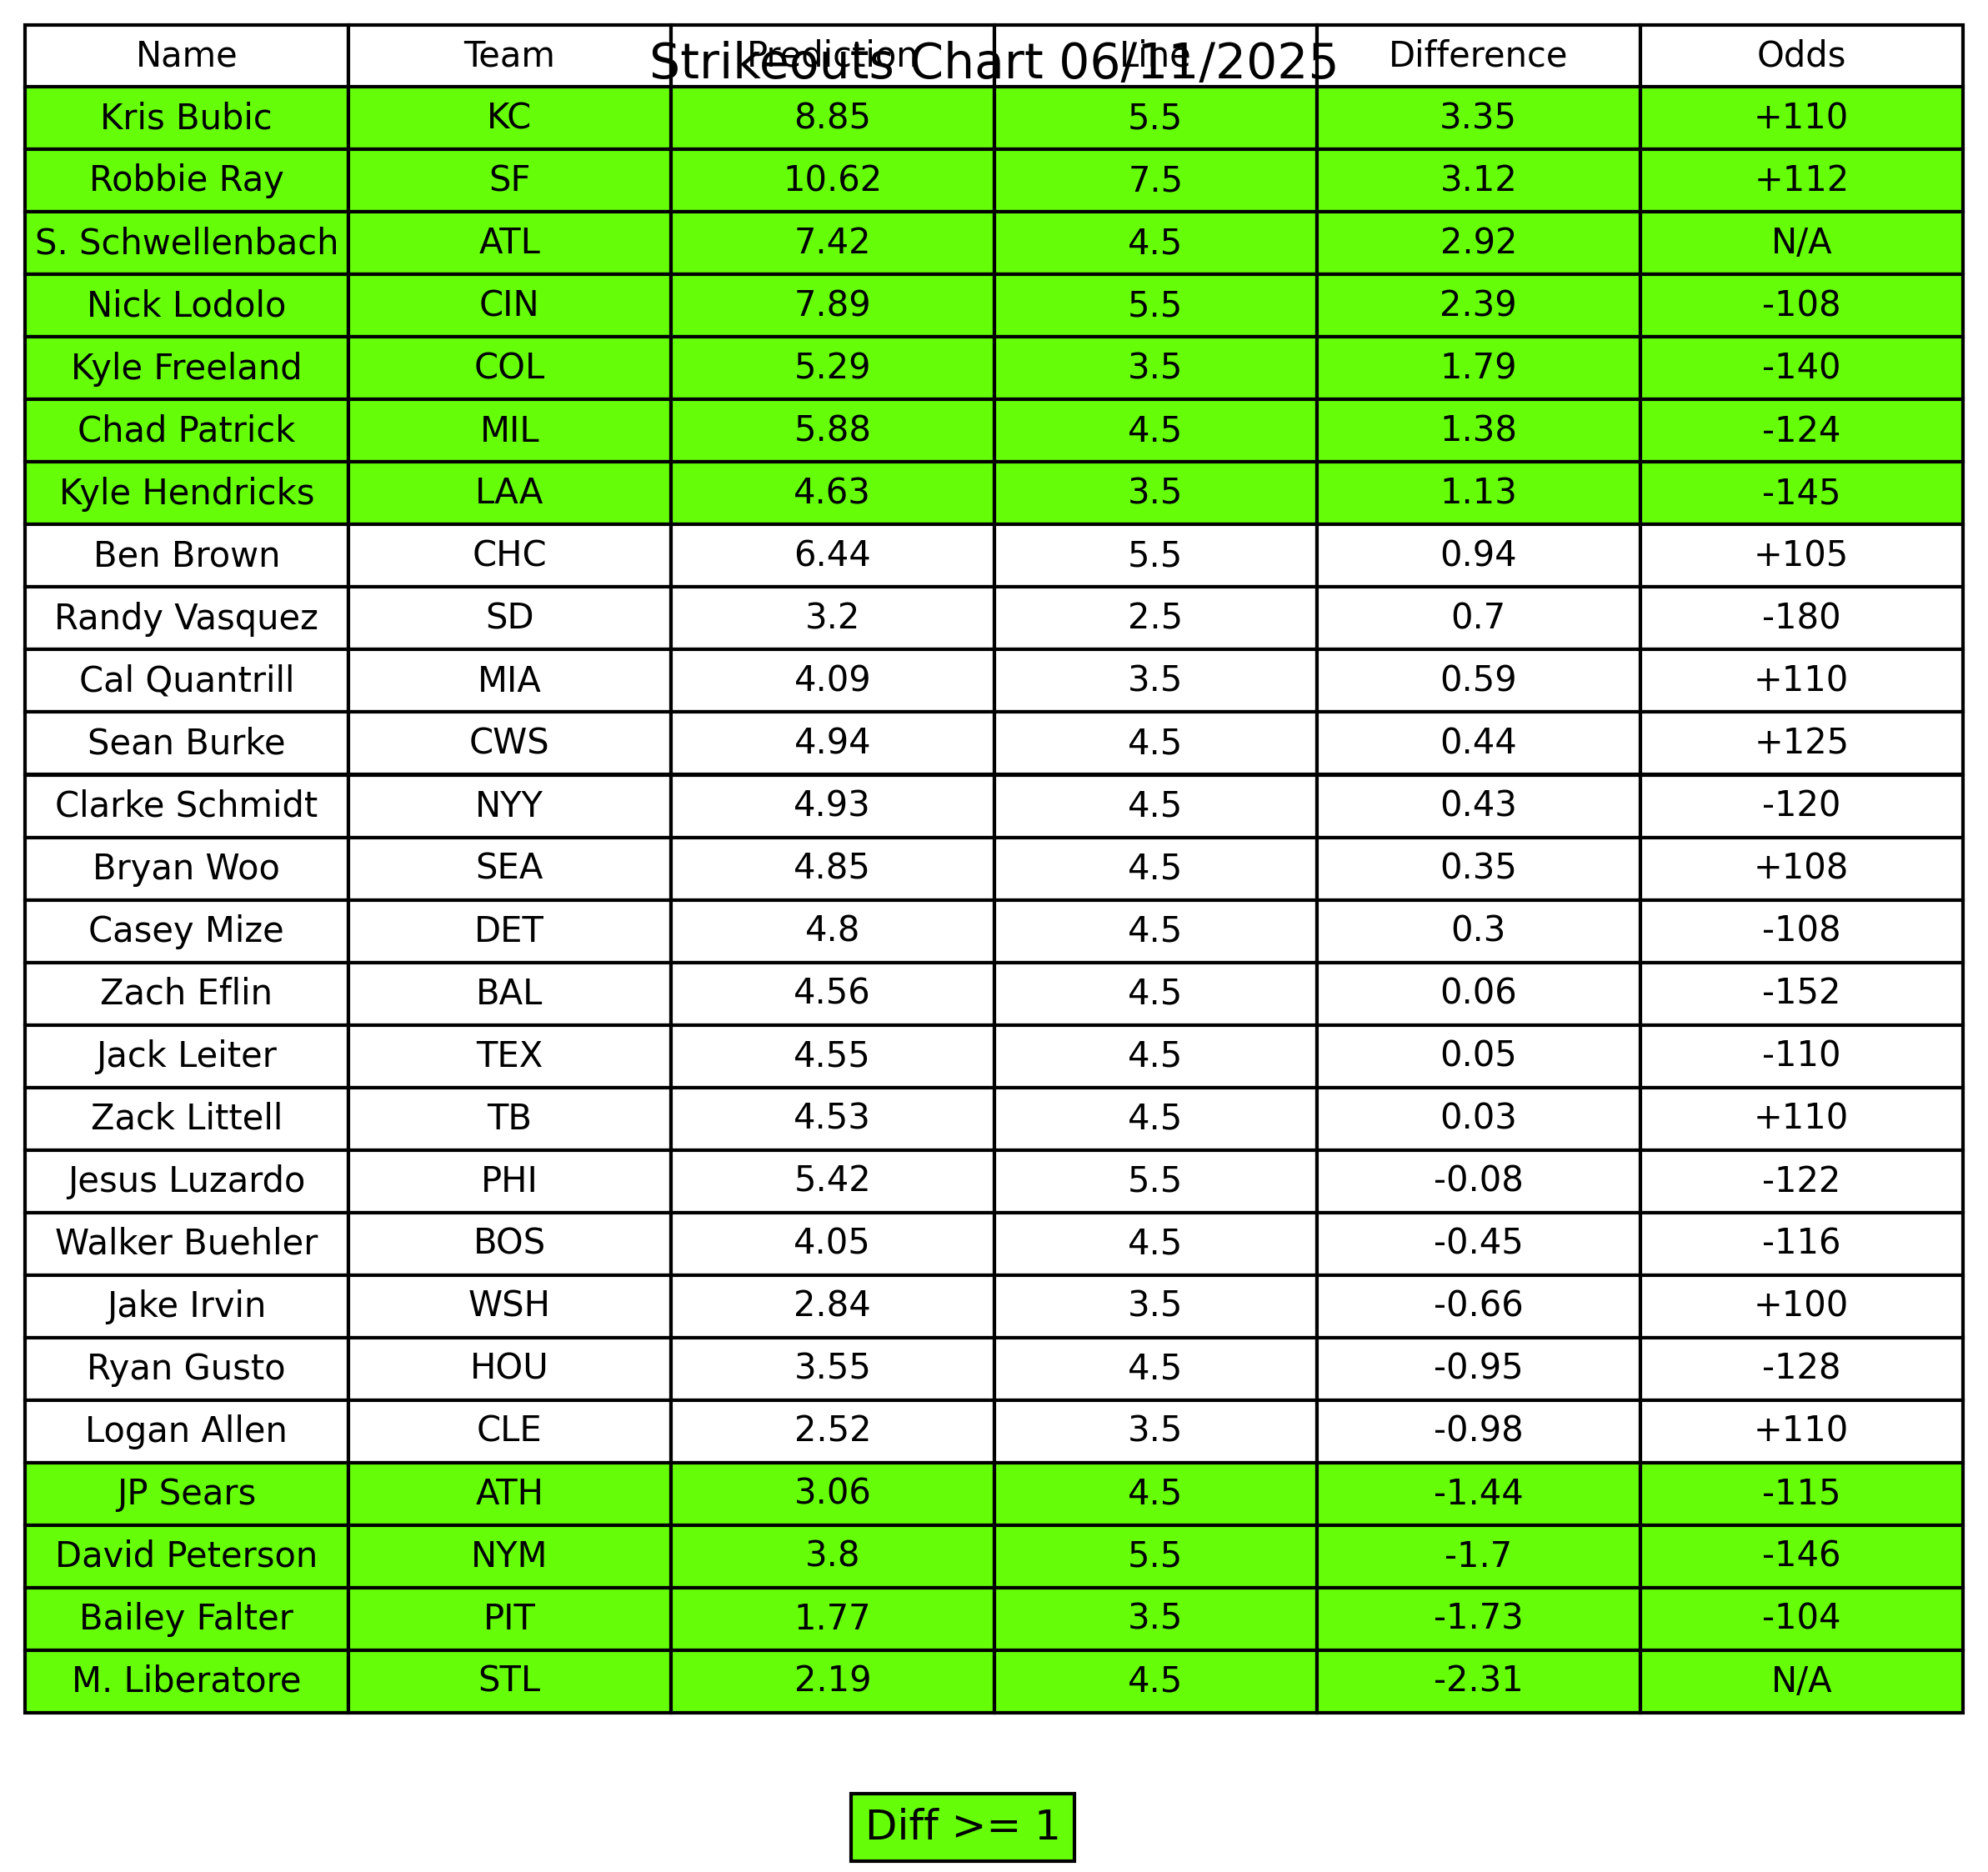 Strikeouts Chart 06/11/2025
Name Team Prediction Line Difference Odds
Kris Bubic KC 8.85 5.5 3.35 +110
Robbie Ray SF 10.62 7.5 3.12 +112
S. Schwellenbach ATL 7.42 4.5 2.92 N/A
Nick Lodolo CIN 7.89 5.5 2.39 -108
Kyle Freeland COL 5.29 3.5 1.79 -140
Chad Patrick MIL 5.88 4.5 1.38 -124
Kyle Hendricks LAA 4.63 3.5 1.13 -145
Ben Brown CHC 6.44 5.5 0.94 +105
Randy Vasquez SD 3.2 2.5 0.7 -180
Cal Quantrill MIA 4.09 3.5 0.59 +110
Sean Burke CWS 4.94 4.5 0.44 +125
Clarke Schmidt NYY 4.93 4.5 0.43 -120
Bryan Woo SEA 4.85 4.5 0.35 +108
Casey Mize DET 4.8 4.5 0.3 -108
Zach Eflin BAL 4.56 4.5 0.06 -152
Jack Leiter TEX 4.55 4.5 0.05 -110
Zack Littell TB 4.53 4.5 0.03 +110
Jesus Luzardo PHI 5.42 5.5 -0.08 -122
Walker Buehler BOS 4.05 4.5 -0.45 -116
Jake Irvin WSH 2.84 3.5 -0.66 +100
Ryan Gusto HOU 3.55 4.5 -0.95 -128
Logan Allen CLE 2.52 3.5 -0.98 +110
JP Sears ATH 3.06 4.5 -1.44 -115
David Peterson NYM 3.8 5.5 -1.7 -146
Bailey Falter PIT 1.77 3.5 -1.73 -104
M. Liberatore STL 2.19 4.5 -2.31 N/A
Diff >= 1